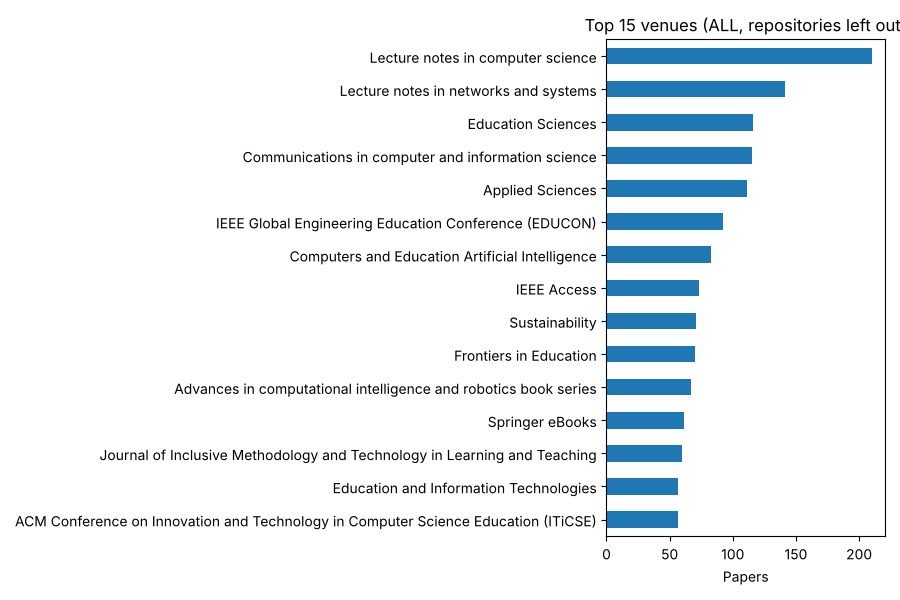 Top 15 venues (ALL, repositories left out
Lecture notes in computer science
Lecture notes in networks and systems
Education Sciences
Communications in computer and information science
Applied Sciences
IEEE Global Engineering Education Conference (EDUCON)
Computers and Education Artificial Intelligence
IEEE Access
Sustainability
Frontiers in Education
Advances in computational intelligence and robotics book series
Springer eBooks
Journal of Inclusive Methodology and Technology in Learning and Teaching
Education and Information Technologies
ACM Conference on Innovation and Technology in Computer Science Education (ITiCSE)
0 50 100 150 200
Papers